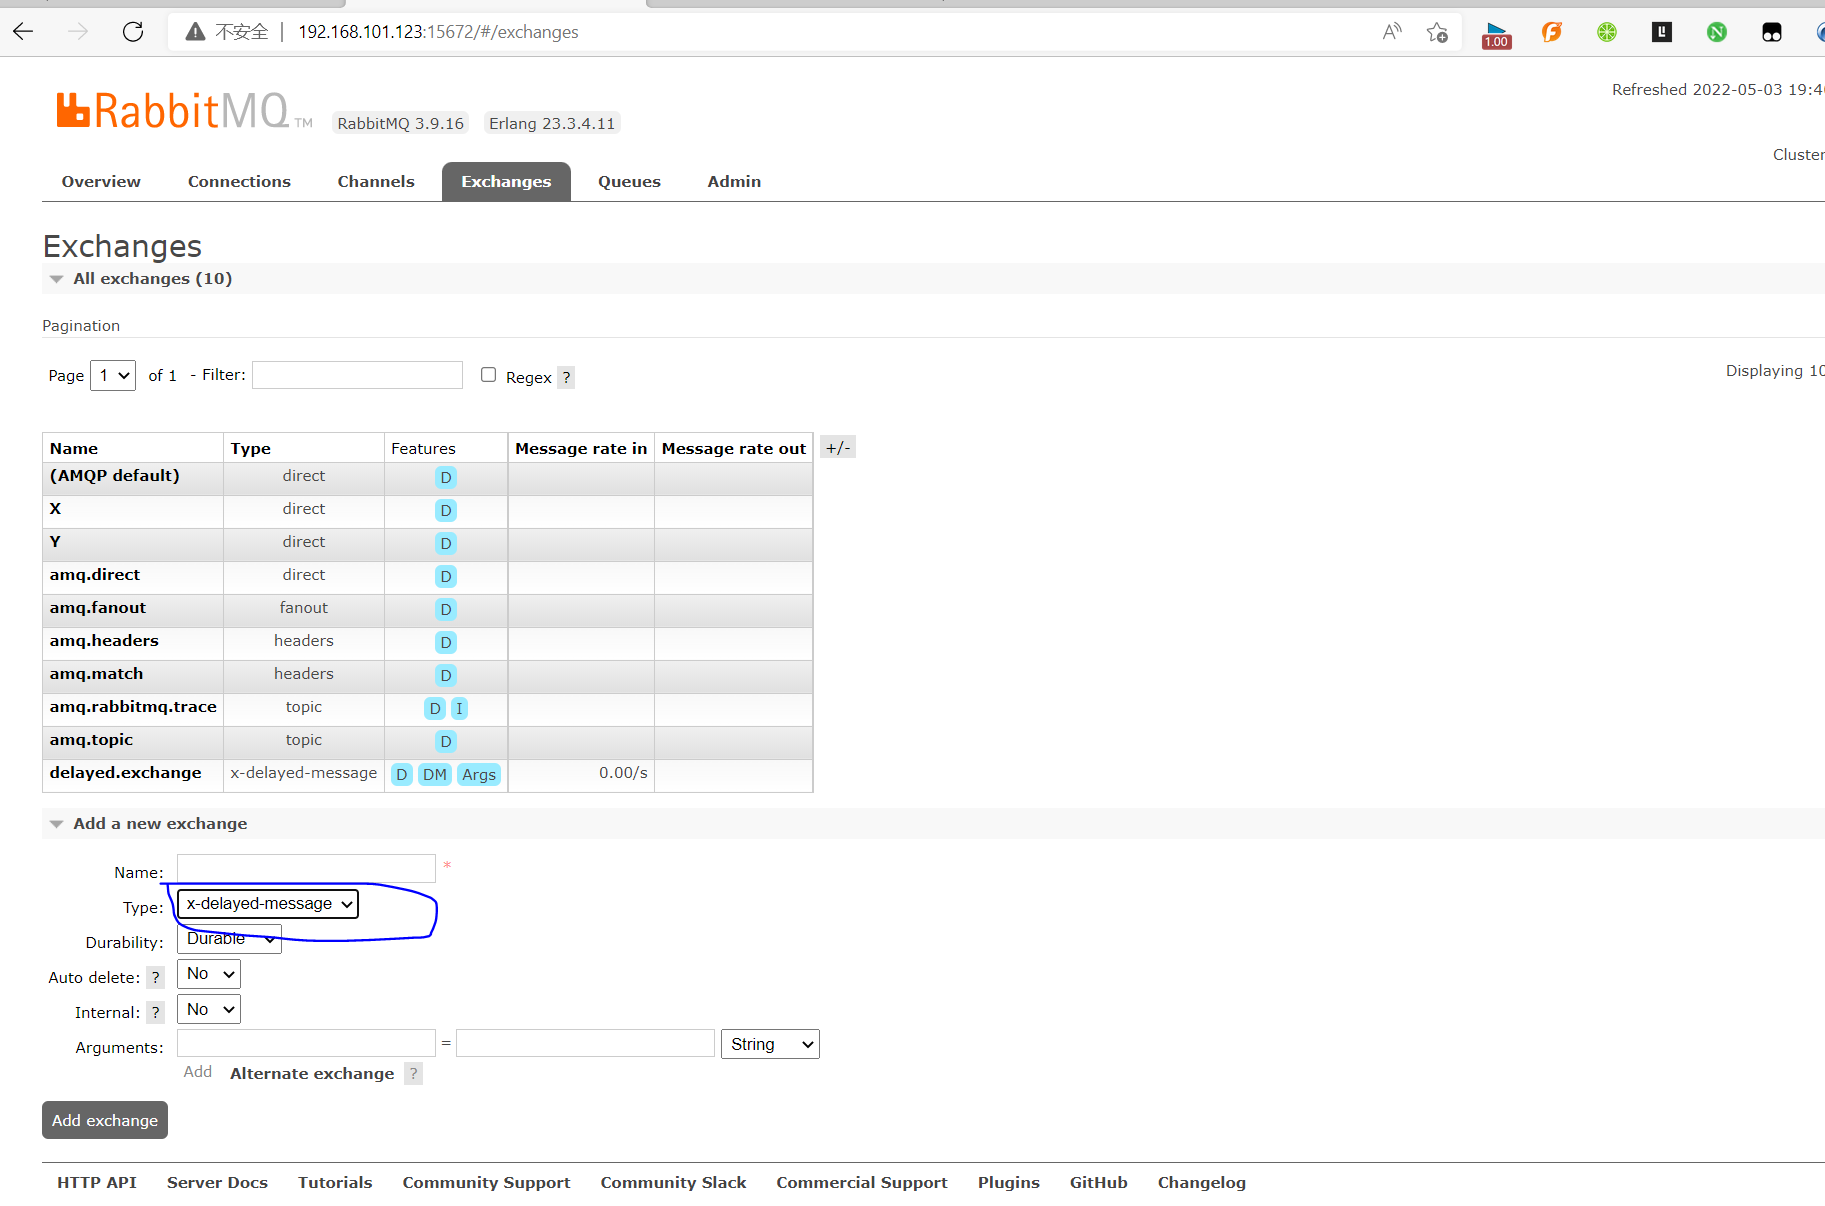 不安全 | 192.168.101.123:15672/#/exchanges
1.00
Refreshed 2022-05-03 19:4
RabbitMQ TM RabbitMQ 3.9.16 Erlang 23.3.4.11
Cluster
Overview Connections Channels Exchanges Queues Admin
Exchanges
All exchanges (10)
Pagination
Page 1 of 1 - Filter: Regex ?
Displaying 10
Name Type Features Message rate in Message rate out +/-
(AMQP default) direct D
X direct D
Y direct D
amq.direct direct D
amq.fanout fanout D
amq.headers headers D
amq.match headers D
amq.rabbitmq.trace topic D I
amq.topic topic D
delayed.exchange x-delayed-message D DM Args 0.00/s
Add a new exchange
Name: *
Type: x-delayed-message
Durability: Durable
Auto delete: ? No
Internal: ? No
Arguments: = String
Add Alternate exchange ?
Add exchange
HTTP API Server Docs Tutorials Community Support Community Slack Commercial Support Plugins GitHub Changelog